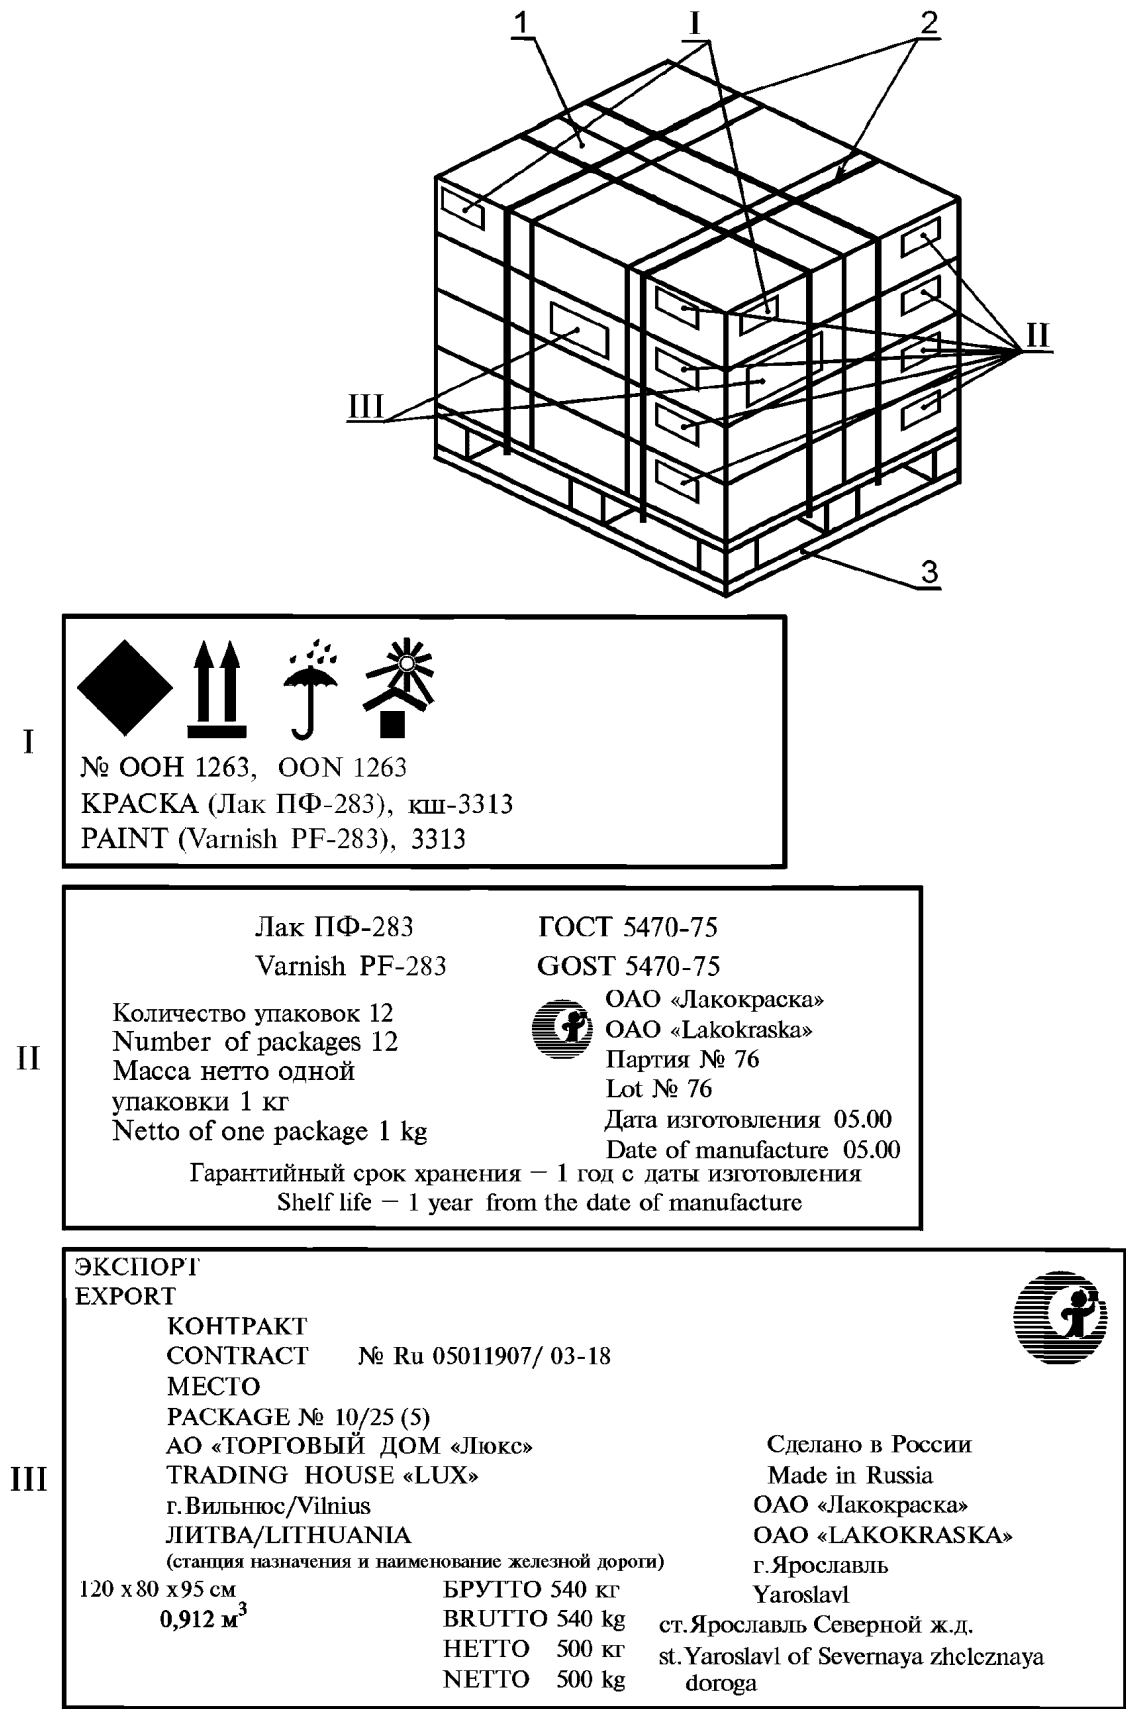 1
I
2
II
III
3
I
№ ООН 1263, OON 1263
КРАСКА (Лак ПФ-283), кш-3313
PAINT (Varnish PF-283), 3313
II
Лак ПФ-283 ГОСТ 5470-75
Varnish PF-283 GOST 5470-75
Количество упаковок 12
Number of packages 12
Масса нетто одной
упаковки 1 кг
Netto of one package 1 kg
ОАО «Лакокраска»
ОАО «Lakokraska»
Партия № 76
Lot № 76
Дата изготовления 05.00
Date of manufacture 05.00
Гарантийный срок хранения — 1 год с даты изготовления
Shelf life — 1 year from the date of manufacture
III
ЭКСПОРТ
EXPORT
КОНТРАКТ
CONTRACT № Ru 05011907/ 03-18
МЕСТО
PACKAGE № 10/25 (5)
АО «ТОРГОВЫЙ ДОМ «Люкс»
TRADING HOUSE «LUX»
г.Вильнюс/Vilnius
ЛИТВА/LITHUANIA
(станция назначения и наименование железной дороги)
Сделано в России
Made in Russia
ОАО «Лакокраска»
ОАО «LAKOKRASKA»
г.Ярославль
Yaroslavl
ст.Ярославль Северной ж.д.
st.Yaroslavl of Severnaya zheleznaya
doroga
120 x 80 x 95 см
0,912 м³
БРУТТО 540 кг
BRUTTO 540 kg
НЕТТО 500 кг
NETTO 500 kg